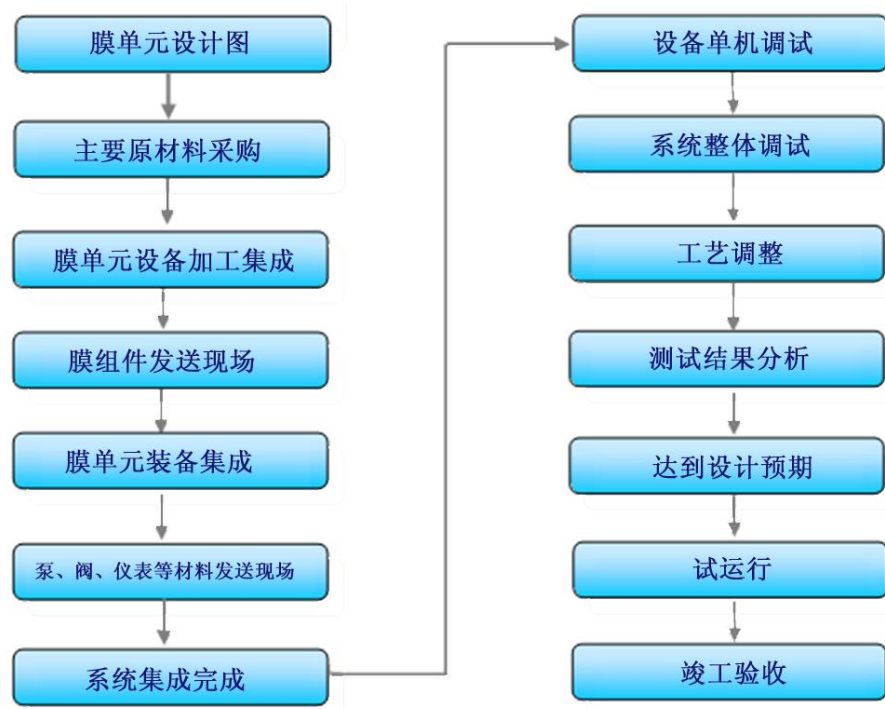 膜单元设计图
主要原材料采购
膜单元设备加工集成
膜组件发送现场
膜单元装备集成
泵、阀、仪表等材料发送现场
系统集成完成
设备单机调试
系统整体调试
工艺调整
测试结果分析
达到设计预期
试运行
竣工验收